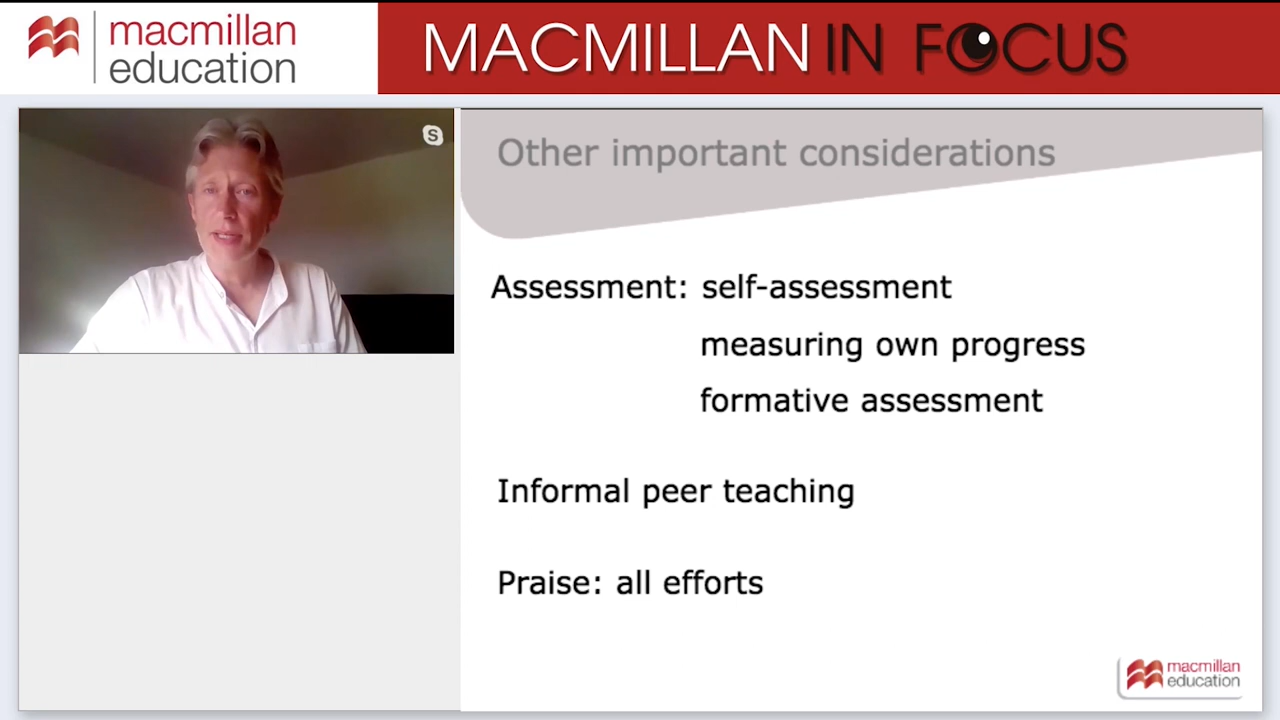 macmillan
education
MACMILLAN IN FOCUS
S
Other important considerations
Assessment: self-assessment
measuring own progress
formative assessment
Informal peer teaching
Praise: all efforts
macmillan
education